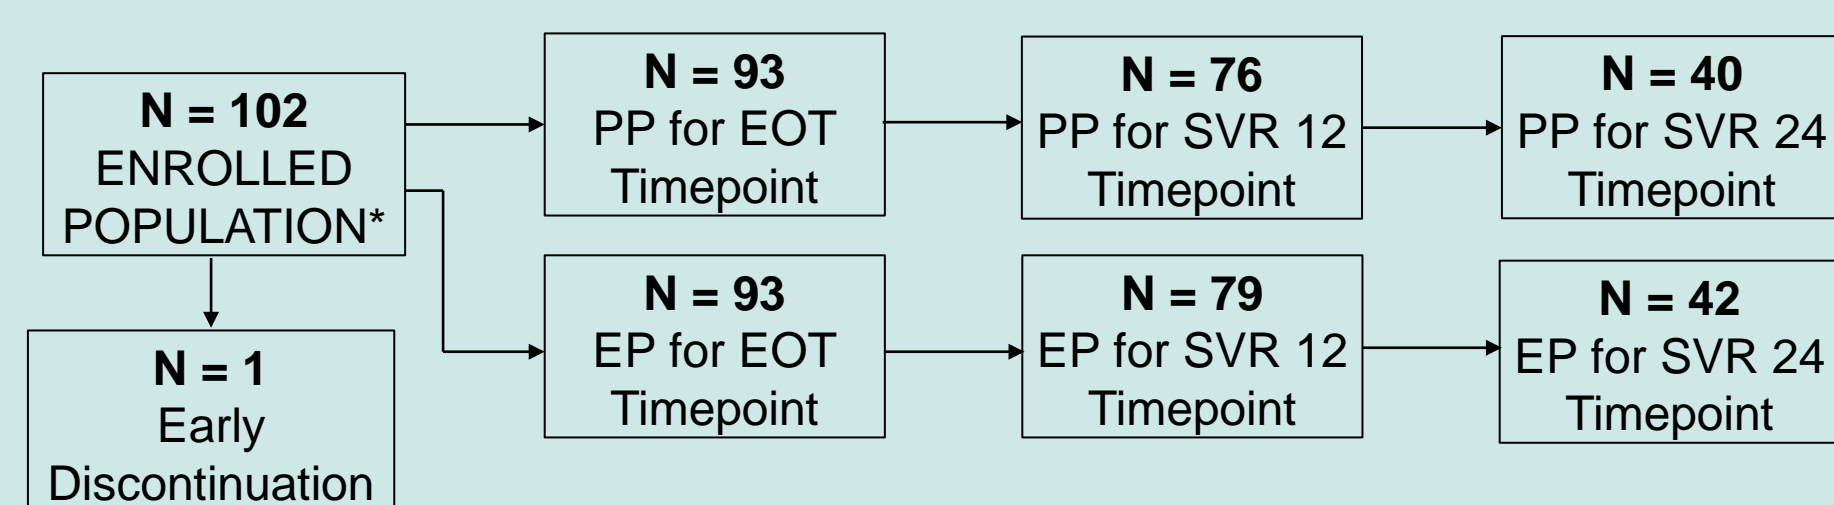 N = 102
ENROLLED
POPULATION*
N = 1
Early
Discontinuation
N = 93
PP for EOT
Timepoint
N = 76
PP for SVR 12
Timepoint
N = 40
PP for SVR 24
Timepoint
N = 93
EP for EOT
Timepoint
N = 79
EP for SVR 12
Timepoint
N = 42
EP for SVR 24
Timepoint